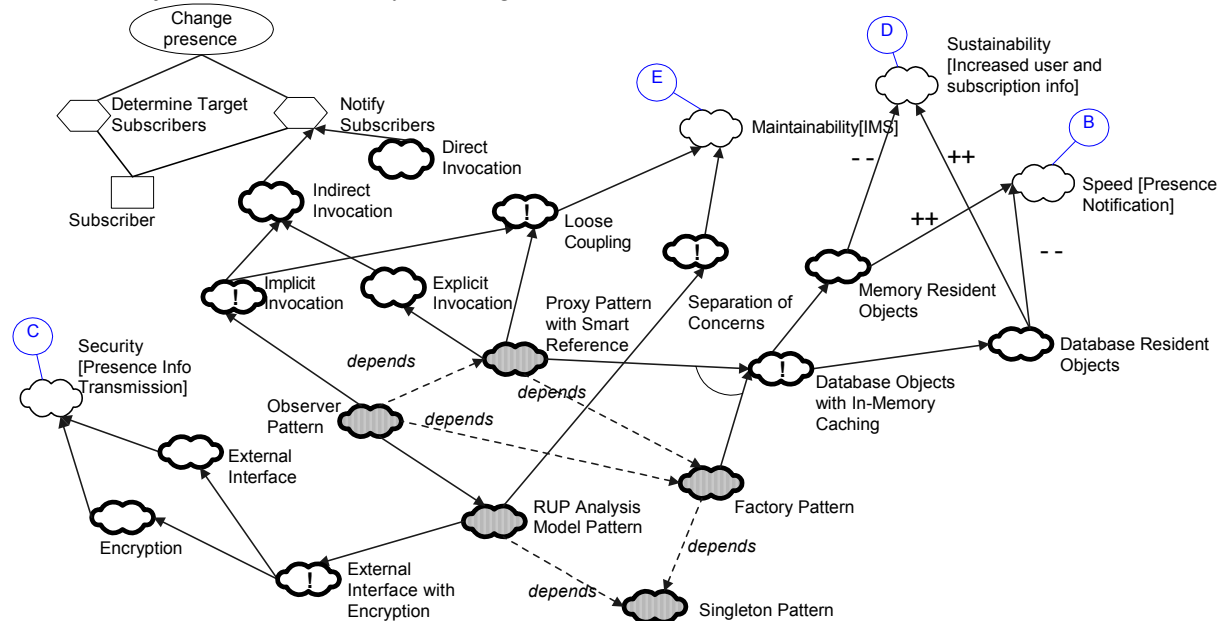 Change
presence
Determine Target
Subscribers
Notify
Subscribers
Direct
Invocation
Subscriber
Indirect
Invocation
Implicit
Invocation
!
Explicit
Invocation
Loose
Coupling
!
E
Maintainability[IMS]
D
Sustainability
[Increased user and
subscription info]
B
Speed [Presence
Notification]
- -
++
++
- -
!
Separation of
Concerns
Memory Resident
Objects
Database Resident
Objects
Proxy Pattern
with Smart
Reference
!
Database Objects
with In-Memory
Caching
C
Security
[Presence Info
Transmission]
depends
depends
depends
Observer
Pattern
External
Interface
Encryption
!
External
Interface with
Encryption
RUP Analysis
Model Pattern
Factory Pattern
depends
depends
Singleton Pattern